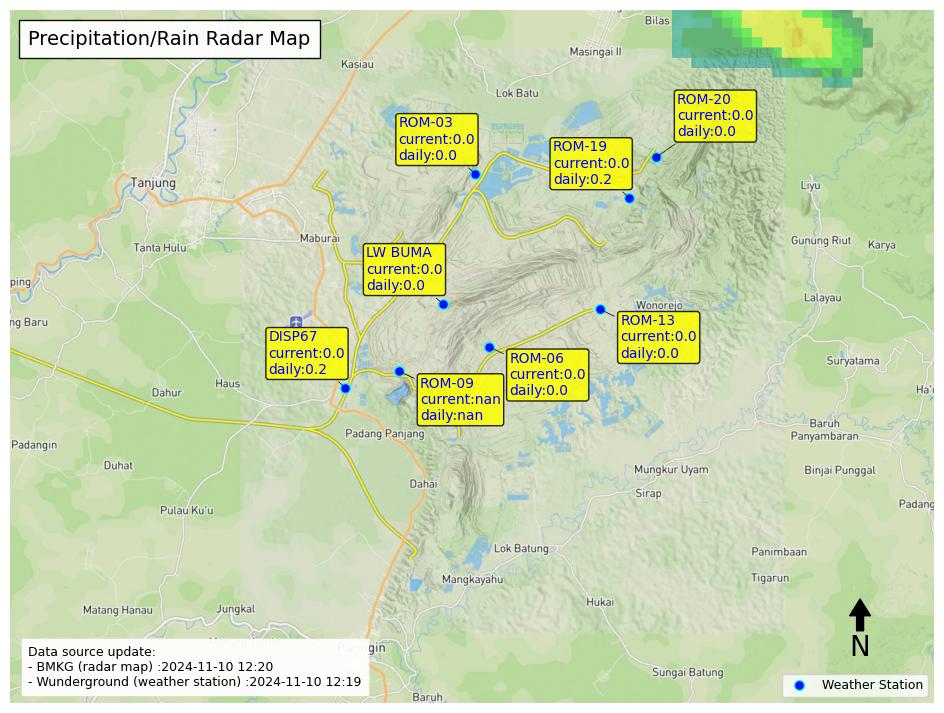 Precipitation/Rain Radar Map
Bilas
Masingai II
Kasiau
Lok Batu
ROM-20
current:0.0
daily:0.0
ROM-03
current:0.0
daily:0.0
ROM-19
current:0.0
daily:0.2
Tanjung
Liyu
Maburai
Tanta Hulu
Gunung Riut
Karya
LW BUMA
current:0.0
daily:0.0
ping
Lalayau
Wonorejo
ng Baru
ROM-13
current:0.0
daily:0.0
DISP67
current:0.0
daily:0.2
ROM-06
current:0.0
daily:0.0
Suryatama
ROM-09
current:nan
daily:nan
Haus
Dahur
Ha'
Baruh
Panyambaran
Padang Panjang
Padangin
Duhat
Mungkur Uyam
Binjai Punggal
Dahai
Sirap
Padang
Pulau Ku'u
Lok Batung
Panimbaan
Mangkayahu
Tigarun
Matang Hanau
Jungkal
Hukai
N
Data source update:
- BMKG (radar map) :2024-11-10 12:20
- Wunderground (weather station) :2024-11-10 12:19
Sungai Batung
Weather Station
Baruh